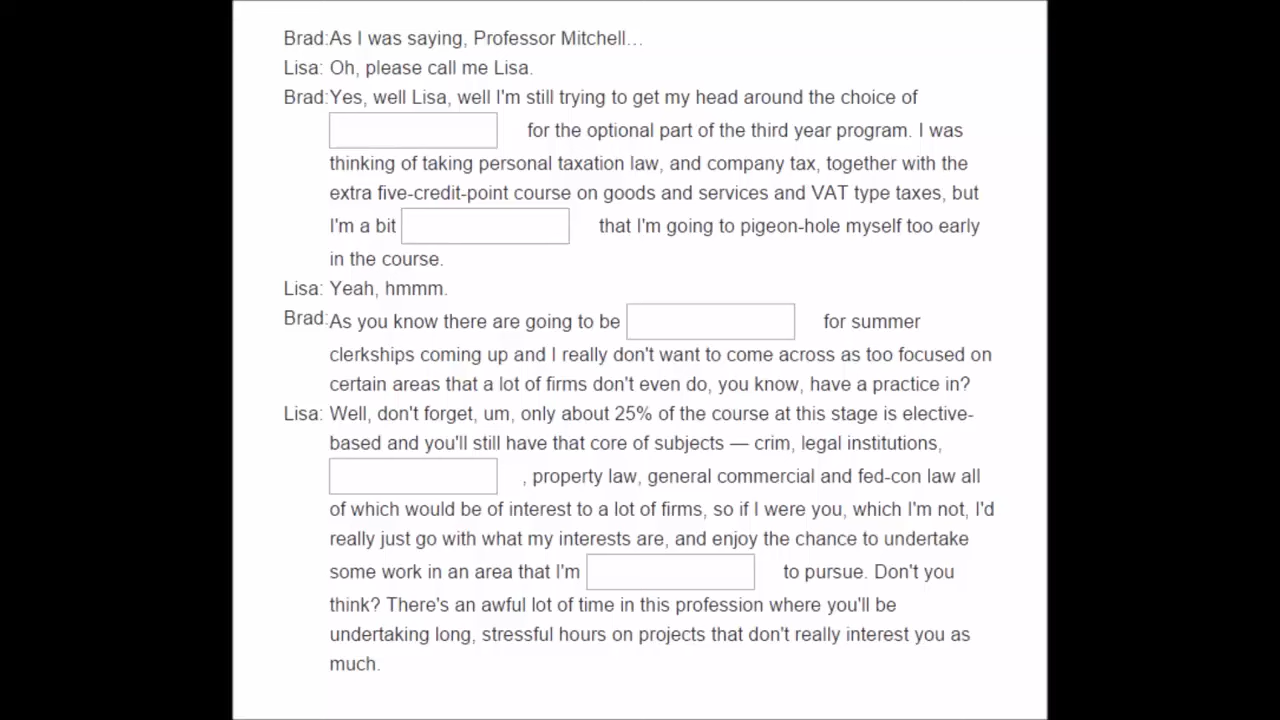 Brad:As I was saying, Professor Mitchell…
Lisa: Oh, please call me Lisa.
Brad:Yes, well Lisa, well I'm still trying to get my head around the choice of
for the optional part of the third year program. I was
thinking of taking personal taxation law, and company tax, together with the
extra five-credit-point course on goods and services and VAT type taxes, but
I'm a bit that I'm going to pigeon-hole myself too early
in the course.
Lisa: Yeah, hmmm.
Brad:As you know there are going to be for summer
clerkships coming up and I really don't want to come across as too focused on
certain areas that a lot of firms don't even do, you know, have a practice in?
Lisa: Well, don't forget, um, only about 25% of the course at this stage is elective-
based and you'll still have that core of subjects — crim, legal institutions,
, property law, general commercial and fed-con law all
of which would be of interest to a lot of firms, so if I were you, which I'm not, I'd
really just go with what my interests are, and enjoy the chance to undertake
some work in an area that I'm to pursue. Don't you
think? There's an awful lot of time in this profession where you'll be
undertaking long, stressful hours on projects that don't really interest you as
much.